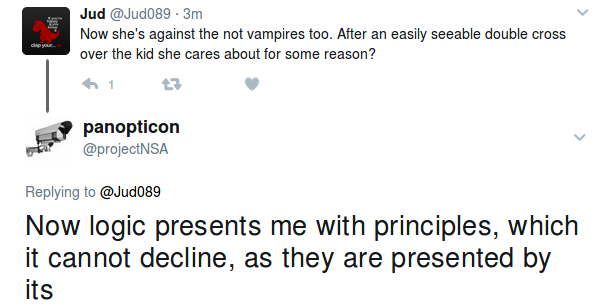 Jud @Jud089 · 3m
Now she's against the not vampires too. After an easily seeable double cross
over the kid she cares about for some reason?
1
panopticon
@projectNSA
Replying to @Jud089
Now logic presents me with principles, which
it cannot decline, as they are presented by
its